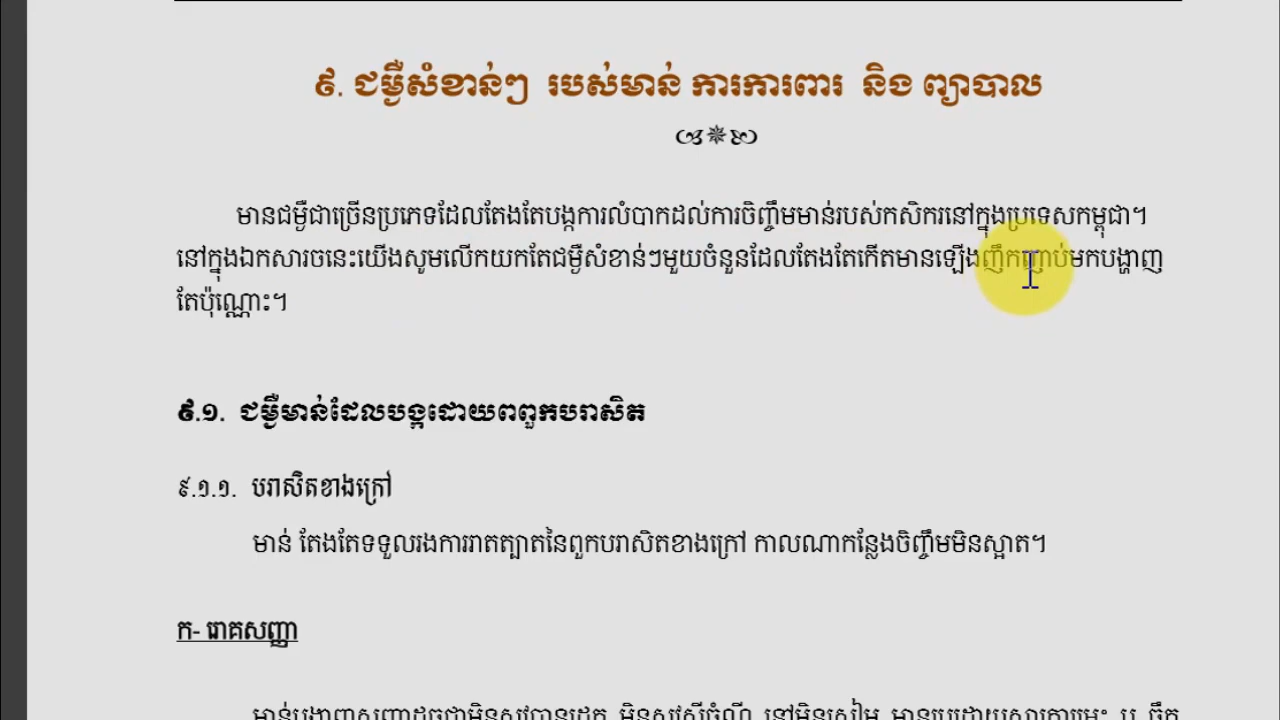 ៩. ជម្ងឺសំខាន់ៗ របស់មាន់ ការការពារ និង ព្យាបាល
មានជម្ងឺជាច្រើនប្រភេទដែលតែងតែបង្កការលំបាកដល់ការចិញ្ចឹមមាន់របស់កសិករនៅក្នុងប្រទេសកម្ពុជា។
នៅក្នុងឯកសារចនេះយើងសូមលើកយកតែជម្ងឺសំខាន់ៗមួយចំនួនដែលតែងតែកើតមានឡើងញឹកញាប់មកបង្ហាញ
តែប៉ុណ្ណោះ។
៩.១. ជម្ងឺមាន់ដែលបង្កដោយពពួកបរាសិត
៩.១.១. បរាសិតខាងក្រៅ
មាន់ តែងតែទទួលរងការរាតត្បាតនៃពួកបរាសិតខាងក្រៅ កាលណាកន្លែងចិញ្ចឹមមិនស្អាត។
ក- រោគសញ្ញា